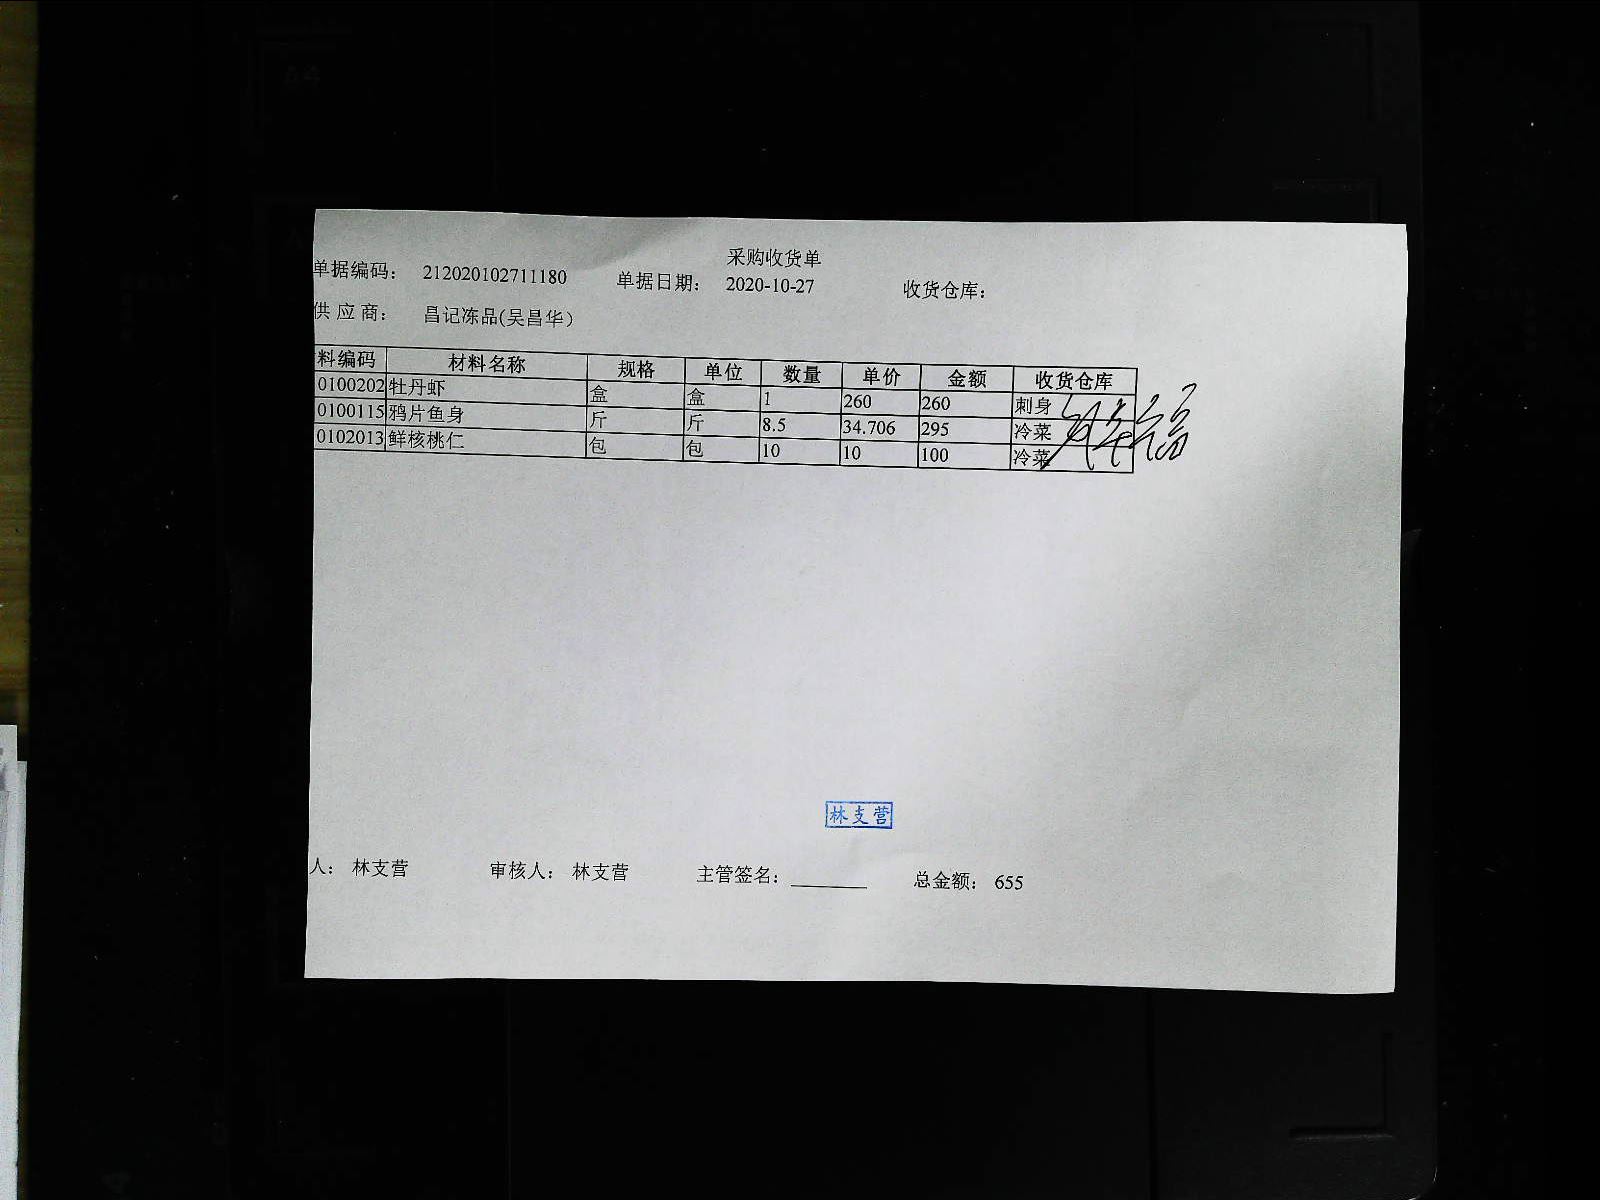 采购收货单
单据编码： 212020102711180 单据日期： 2020-10-27 收货仓库：
供 应 商： 昌记冻品(吴昌华）
料编码 材料名称 规格 单位 数量 单价 金额 收货仓库
0100202 牡丹虾 盒 盒 1 260 260 刺身
0100115 鸦片鱼身 斤 斤 8.5 34.706 295 冷菜
0102013 鲜核桃仁 包 包 10 10 100 冷菜
林支营
人： 林支营 审核人： 林支营 主管签名： 总金额： 655